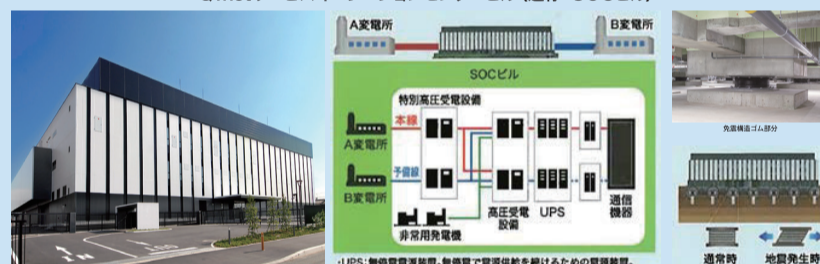 A変電所
B変電所
SOCビル
特別高圧受電設備
本線
A変電所
予備線
B変電所
非常用発電機
高圧受電
設備
UPS
通信
機器
免震構造ゴム部分
通常時
地震発生時